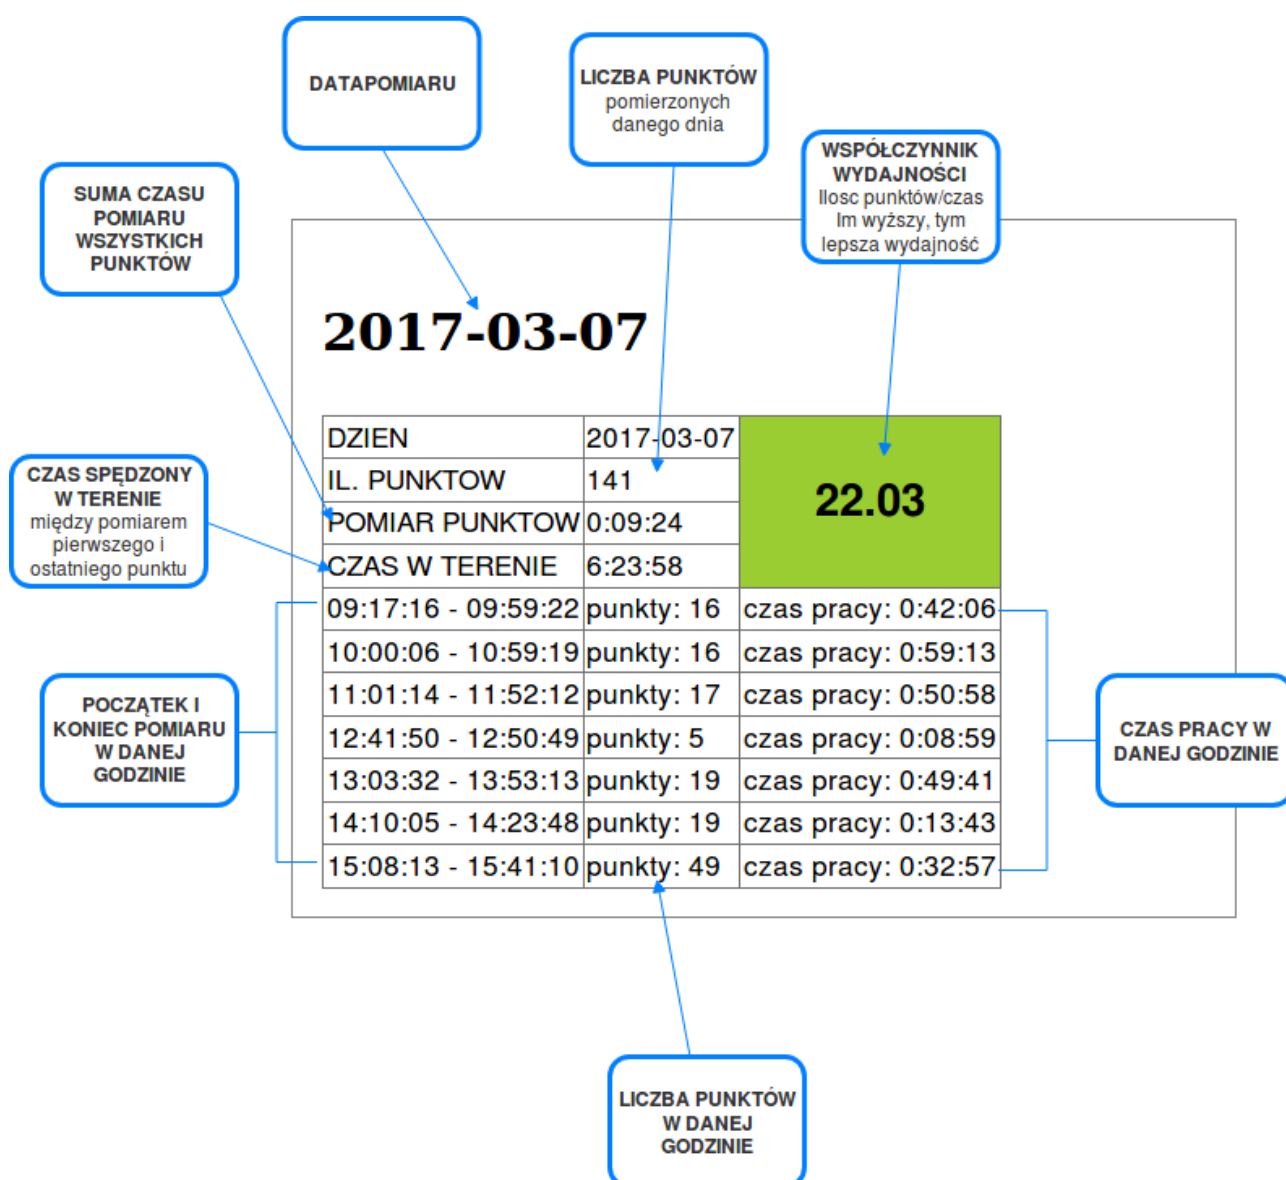 DATAPOMIARU
LICZBA PUNKTÓW
pomierzonych
danego dnia
WSPÓŁCZYNNIK
WYDAJNOŚCI
Ilosc punktów/czas
Im wyższy, tym
lepsza wydajność
SUMA CZASU
POMIARU
WSZYSTKICH
PUNKTÓW
2017-03-07
DZIEN 2017-03-07
IL. PUNKTOW 141
22.03
POMIAR PUNKTOW 0:09:24
CZAS W TERENIE 6:23:58
CZAS SPĘDZONY
W TERENIE
między pomiarem
pierwszego i
ostatniego punktu
09:17:16 - 09:59:22 punkty: 16 czas pracy: 0:42:06
10:00:06 - 10:59:19 punkty: 16 czas pracy: 0:59:13
11:01:14 - 11:52:12 punkty: 17 czas pracy: 0:50:58
12:41:50 - 12:50:49 punkty: 5 czas pracy: 0:08:59
13:03:32 - 13:53:13 punkty: 19 czas pracy: 0:49:41
14:10:05 - 14:23:48 punkty: 19 czas pracy: 0:13:43
15:08:13 - 15:41:10 punkty: 49 czas pracy: 0:32:57
POCZĄTEK I
KONIEC POMIARU
W DANEJ
GODZINIE
CZAS PRACY W
DANEJ GODZINIE
LICZBA PUNKTÓW
W DANEJ
GODZINIE